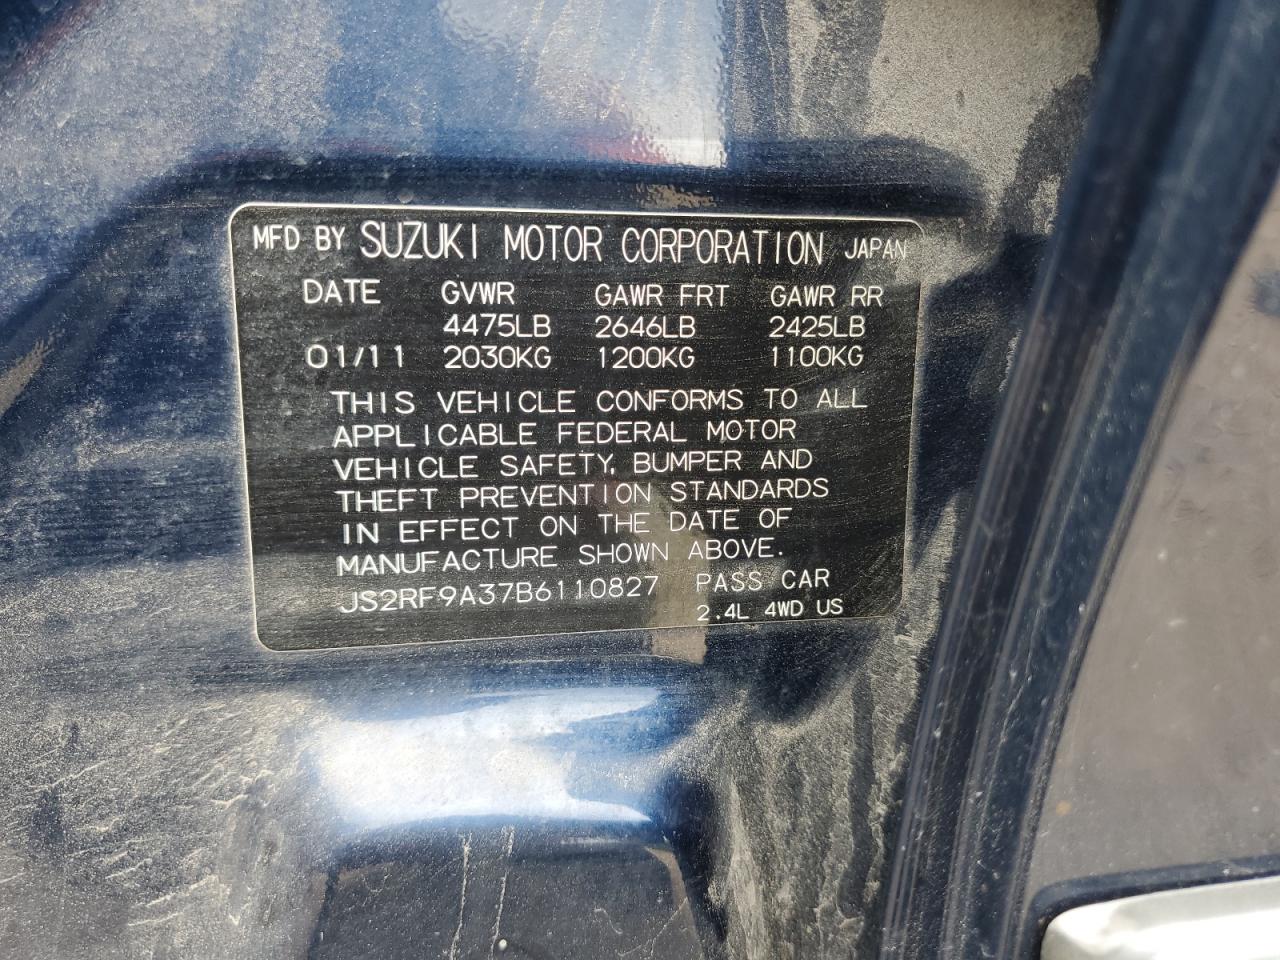 MFD BY SUZUKI MOTOR CORPORATION JAPAN
DATE GVWR GAWR FRT GAWR RR
4475LB 2646LB 2425LB
01/11 2030KG 1200KG 1100KG
THIS VEHICLE CONFORMS TO ALL
APPLICABLE FEDERAL MOTOR
VEHICLE SAFETY, BUMPER AND
THEFT PREVENTION STANDARDS
IN EFFECT ON THE DATE OF
MANUFACTURE SHOWN ABOVE.
JS2RF9A37B6110827 PASS CAR
2.4L 4WD US